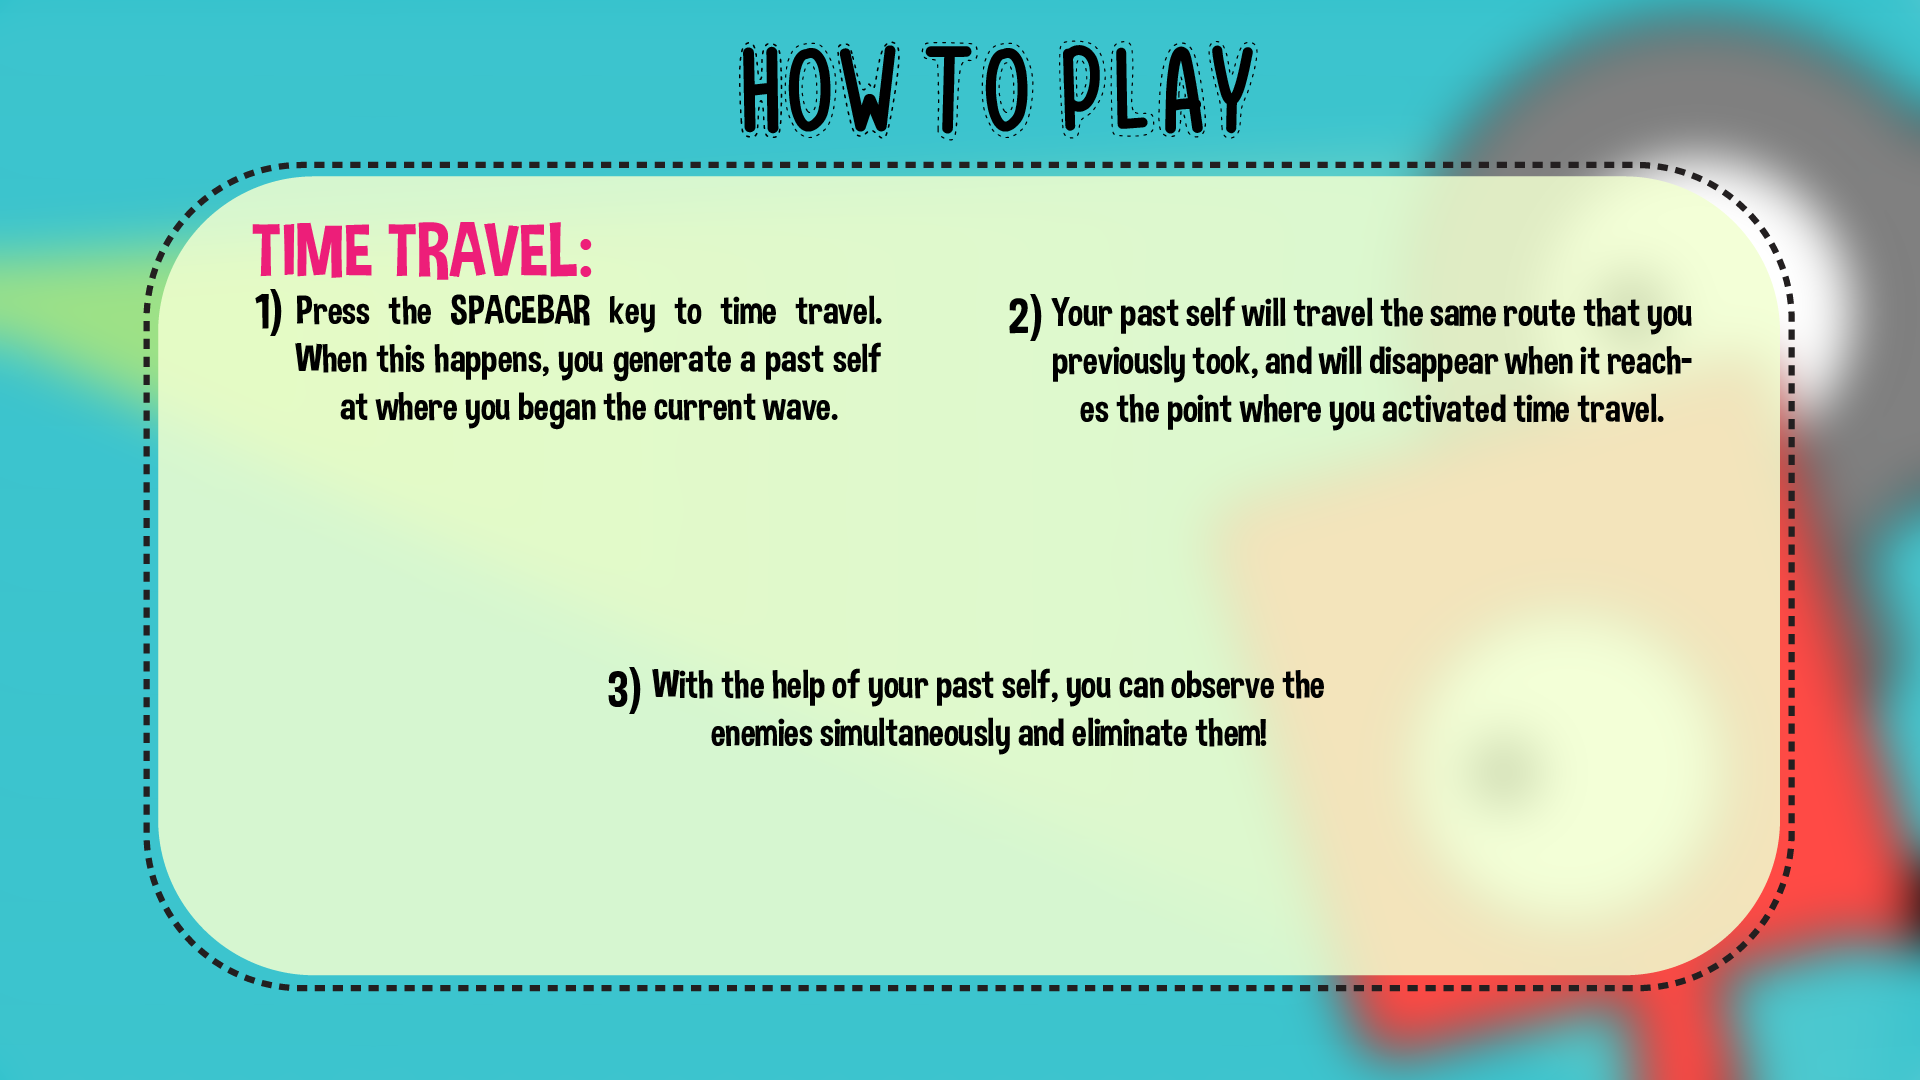 HOW TO PLAY
TIME TRAVEL:
1) Press the SPACEBAR key to time travel.
When this happens, you generate a past self
at where you began the current wave.
2) Your past self will travel the same route that you
previously took, and will disappear when it reach-
es the point where you activated time travel.
3) With the help of your past self, you can observe the
enemies simultaneously and eliminate them!